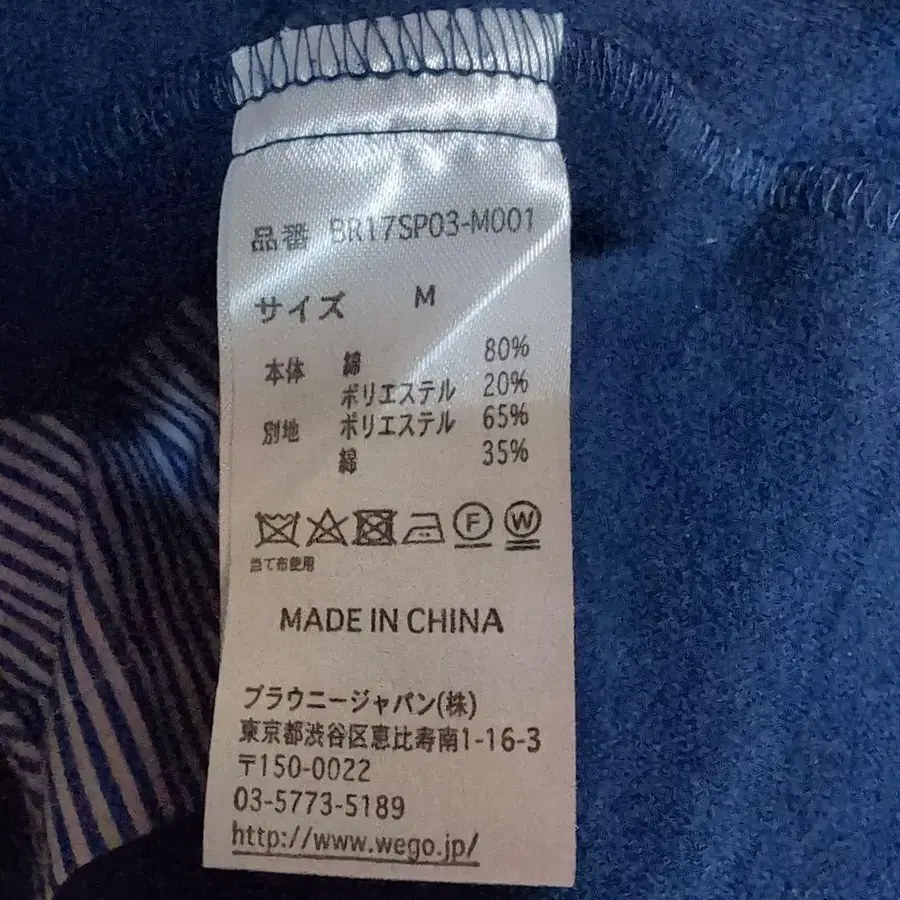 品番 BR17SP03-M001
サイズ M
本体 綿 80%
ポリエステル 20%
別地 ポリエステル 65%
綿 35%
F W
当て布使用
MADE IN CHINA
ブラウニージャパン(株)
東京都渋谷区恵比寿南1-16-3
〒150-0022
03-5773-5189
http://www.wego.jp/